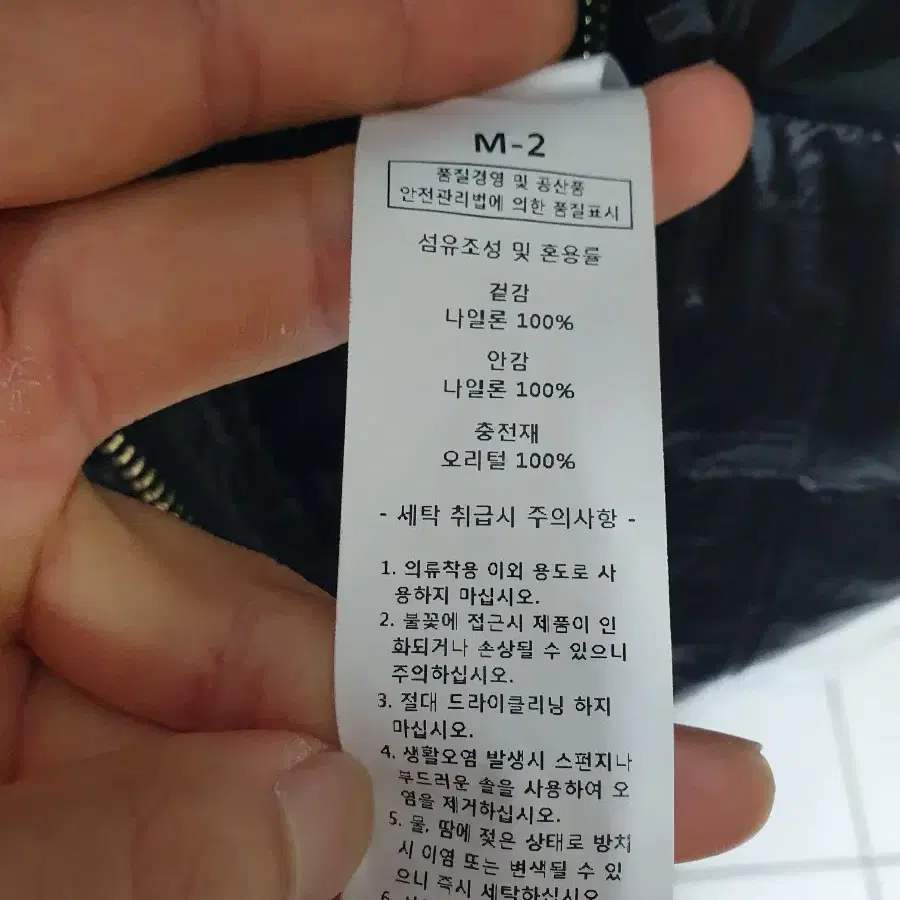 M-2
품질경영 및 공산품
안전관리법에 의한 품질표시
섬유조성 및 혼용률
겉감
나일론 100%
안감
나일론 100%
충전재
오리털 100%
- 세탁 취급시 주의사항 -
1. 의류착용 이외 용도로 사
용하지 마십시오.
2. 불꽃에 접근시 제품이 인
화되거나 손상될 수 있으니
주의하십시오.
3. 절대 드라이클리닝 하지
마십시오.
4. 생활오염 발생시 스펀지나
부드러운 솔을 사용하여 오
염을 제거하십시오.
5. 물, 땀에 젖은 상태로 방치
시 이염 또는 변색될 수 있
으니 즉시 세탁하십시오